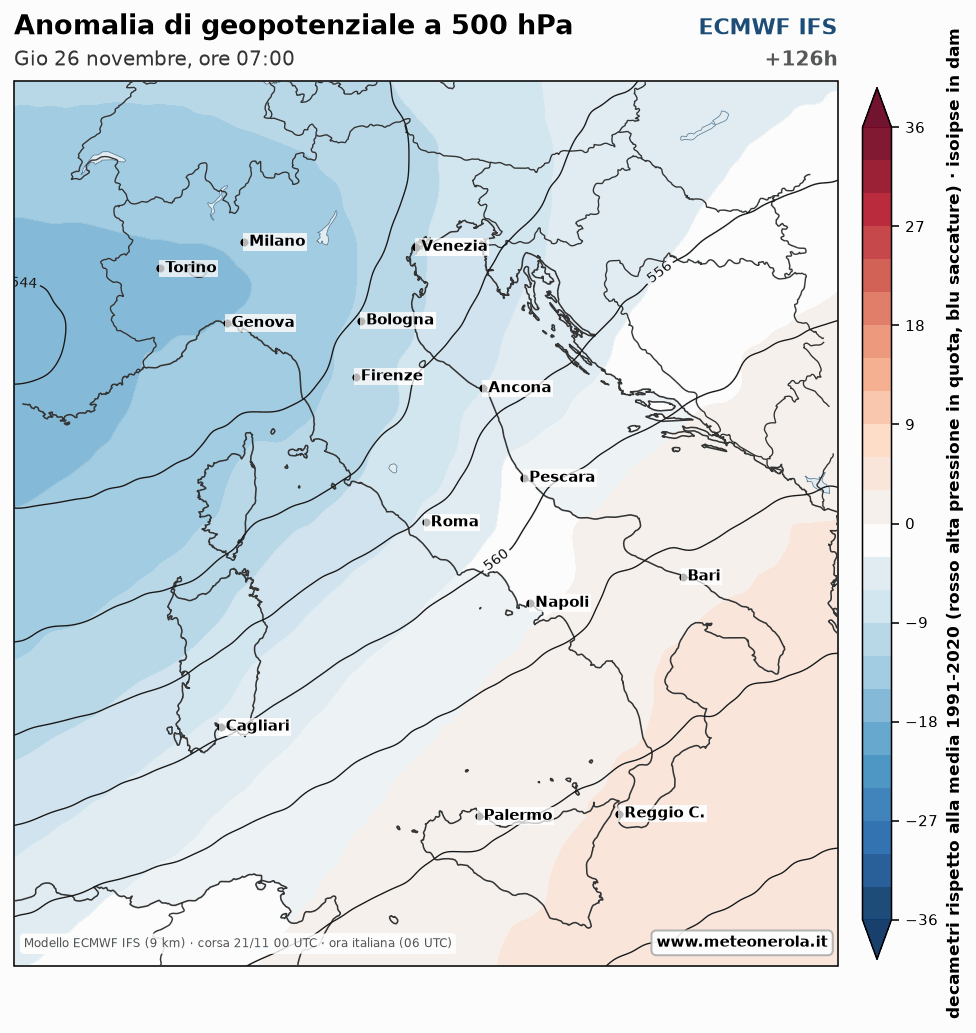 Anomalia di geopotenziale a 500 hPa
ECMWF IFS
Gio 26 novembre, ore 07:00
+126h
Milano
Venezia
Torino
556
544
Genova
Bologna
Firenze
Ancona
Pescara
Roma
560
Bari
Napoli
Cagliari
Palermo
Reggio C.
Modello ECMWF IFS (9 km) · corsa 21/11 00 UTC · ora italiana (06 UTC)
www.meteonerola.it
36
27
18
9
0
−9
−18
−27
−36
decametri rispetto alla media 1991-2020 (rosso alta pressione in quota, blu saccature) · isoipse in dam